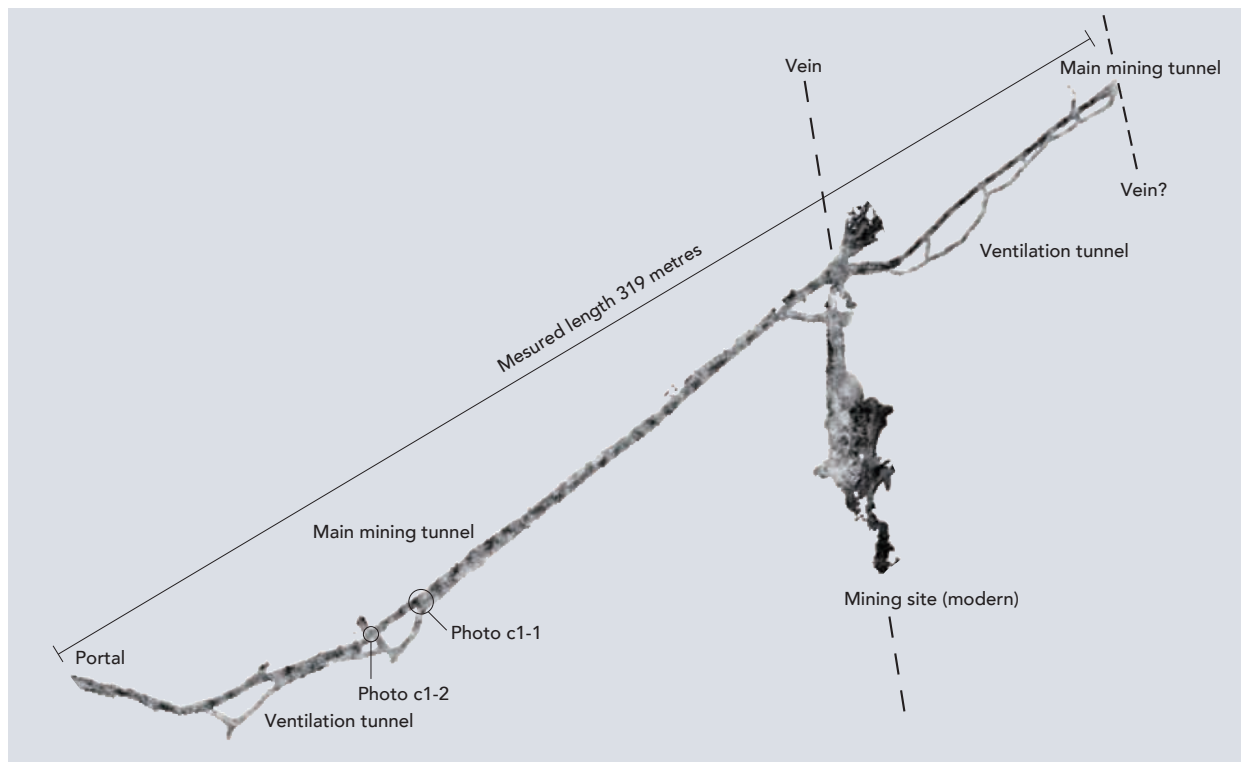 Vein
Main mining tunnel
Vein?
Ventilation tunnel
Mesured length 319 metres
Main mining tunnel
Mining site (modern)
Photo c1-1
Portal
Photo c1-2
Ventilation tunnel